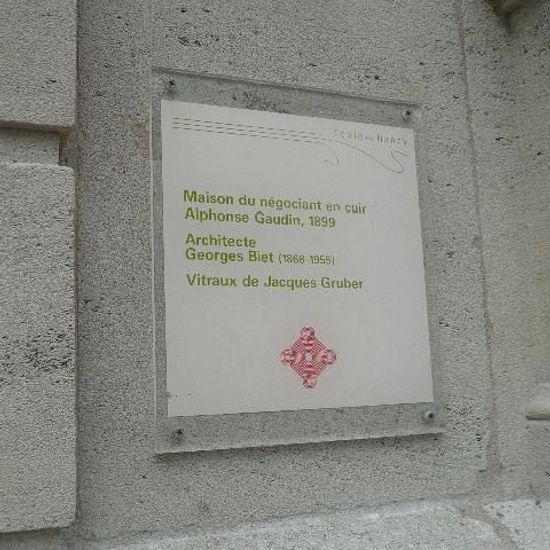 Ecole de Nancy
Maison du négociant en cuir
Alphonse Gaudin, 1899
Architecte
Georges Biet (1868-1955)
Vitraux de Jacques Gruber